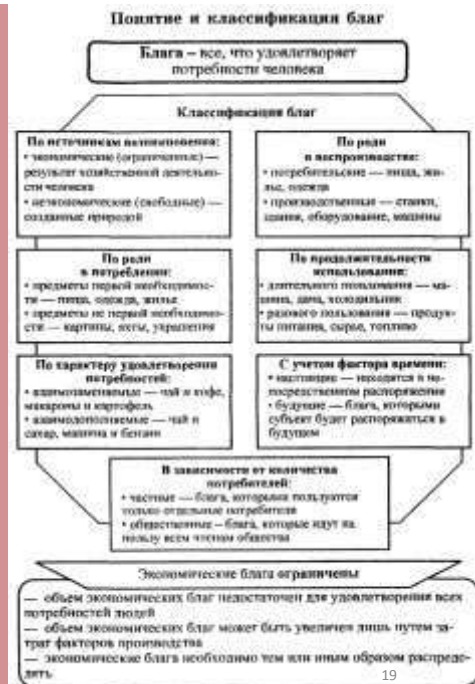 Понятие и классификация благ
Блага – все, что удовлетворяет
потребности человека
Классификация благ
По источникам возникновения:
• экономические (ограниченные) —
результат хозяйственной деятельно-
сти человека
• неэкономические (свободные) —
созданные природой
По роли
в воспроизводстве:
• потребительские — пища, жи-
лье, одежда
• производственные — станки,
здания, оборудование, машины
По роли
в потреблении:
• предметы первой необходимос-
ти — пища, одежда, жилье
• предметы не первой необходимо-
сти — картины, яхты, украшения
По продолжительности
использования:
• длительного пользования — ма-
шина, дача, холодильник
• разового пользования — продук-
ты питания, сырье, топливо
По характеру удовлетворения
потребностей:
• взаимозаменяемые — чай и кофе,
макароны и картофель
• взаимодополняемые — чай и
сахар, машина и бензин
С учетом фактора времени:
• настоящие — находятся в не-
посредственном распоряжении
• будущие — блага, которыми
субъект будет распоряжаться в
будущем
В зависимости от количества
потребителей:
• частные — блага, которыми пользуются
только отдельные потребители
• общественные – блага, которые идут на
пользу всем членам общества
Экономические блага ограничены
— объем экономических благ недостаточен для удовлетворения всех
потребностей людей
— объем экономических благ может быть увеличен лишь путем за-
трат факторов производства
— экономические блага необходимо тем или иным образом распреде-
лить
19